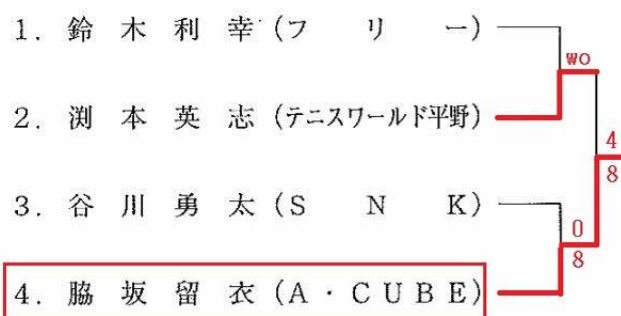 1. 鈴木利幸(フリー)
wo
2. 渕本英志(テニスワールド平野)
4
8
3. 谷川勇太(SNK)
0
8
4. 脇坂留衣(A・CUBE)